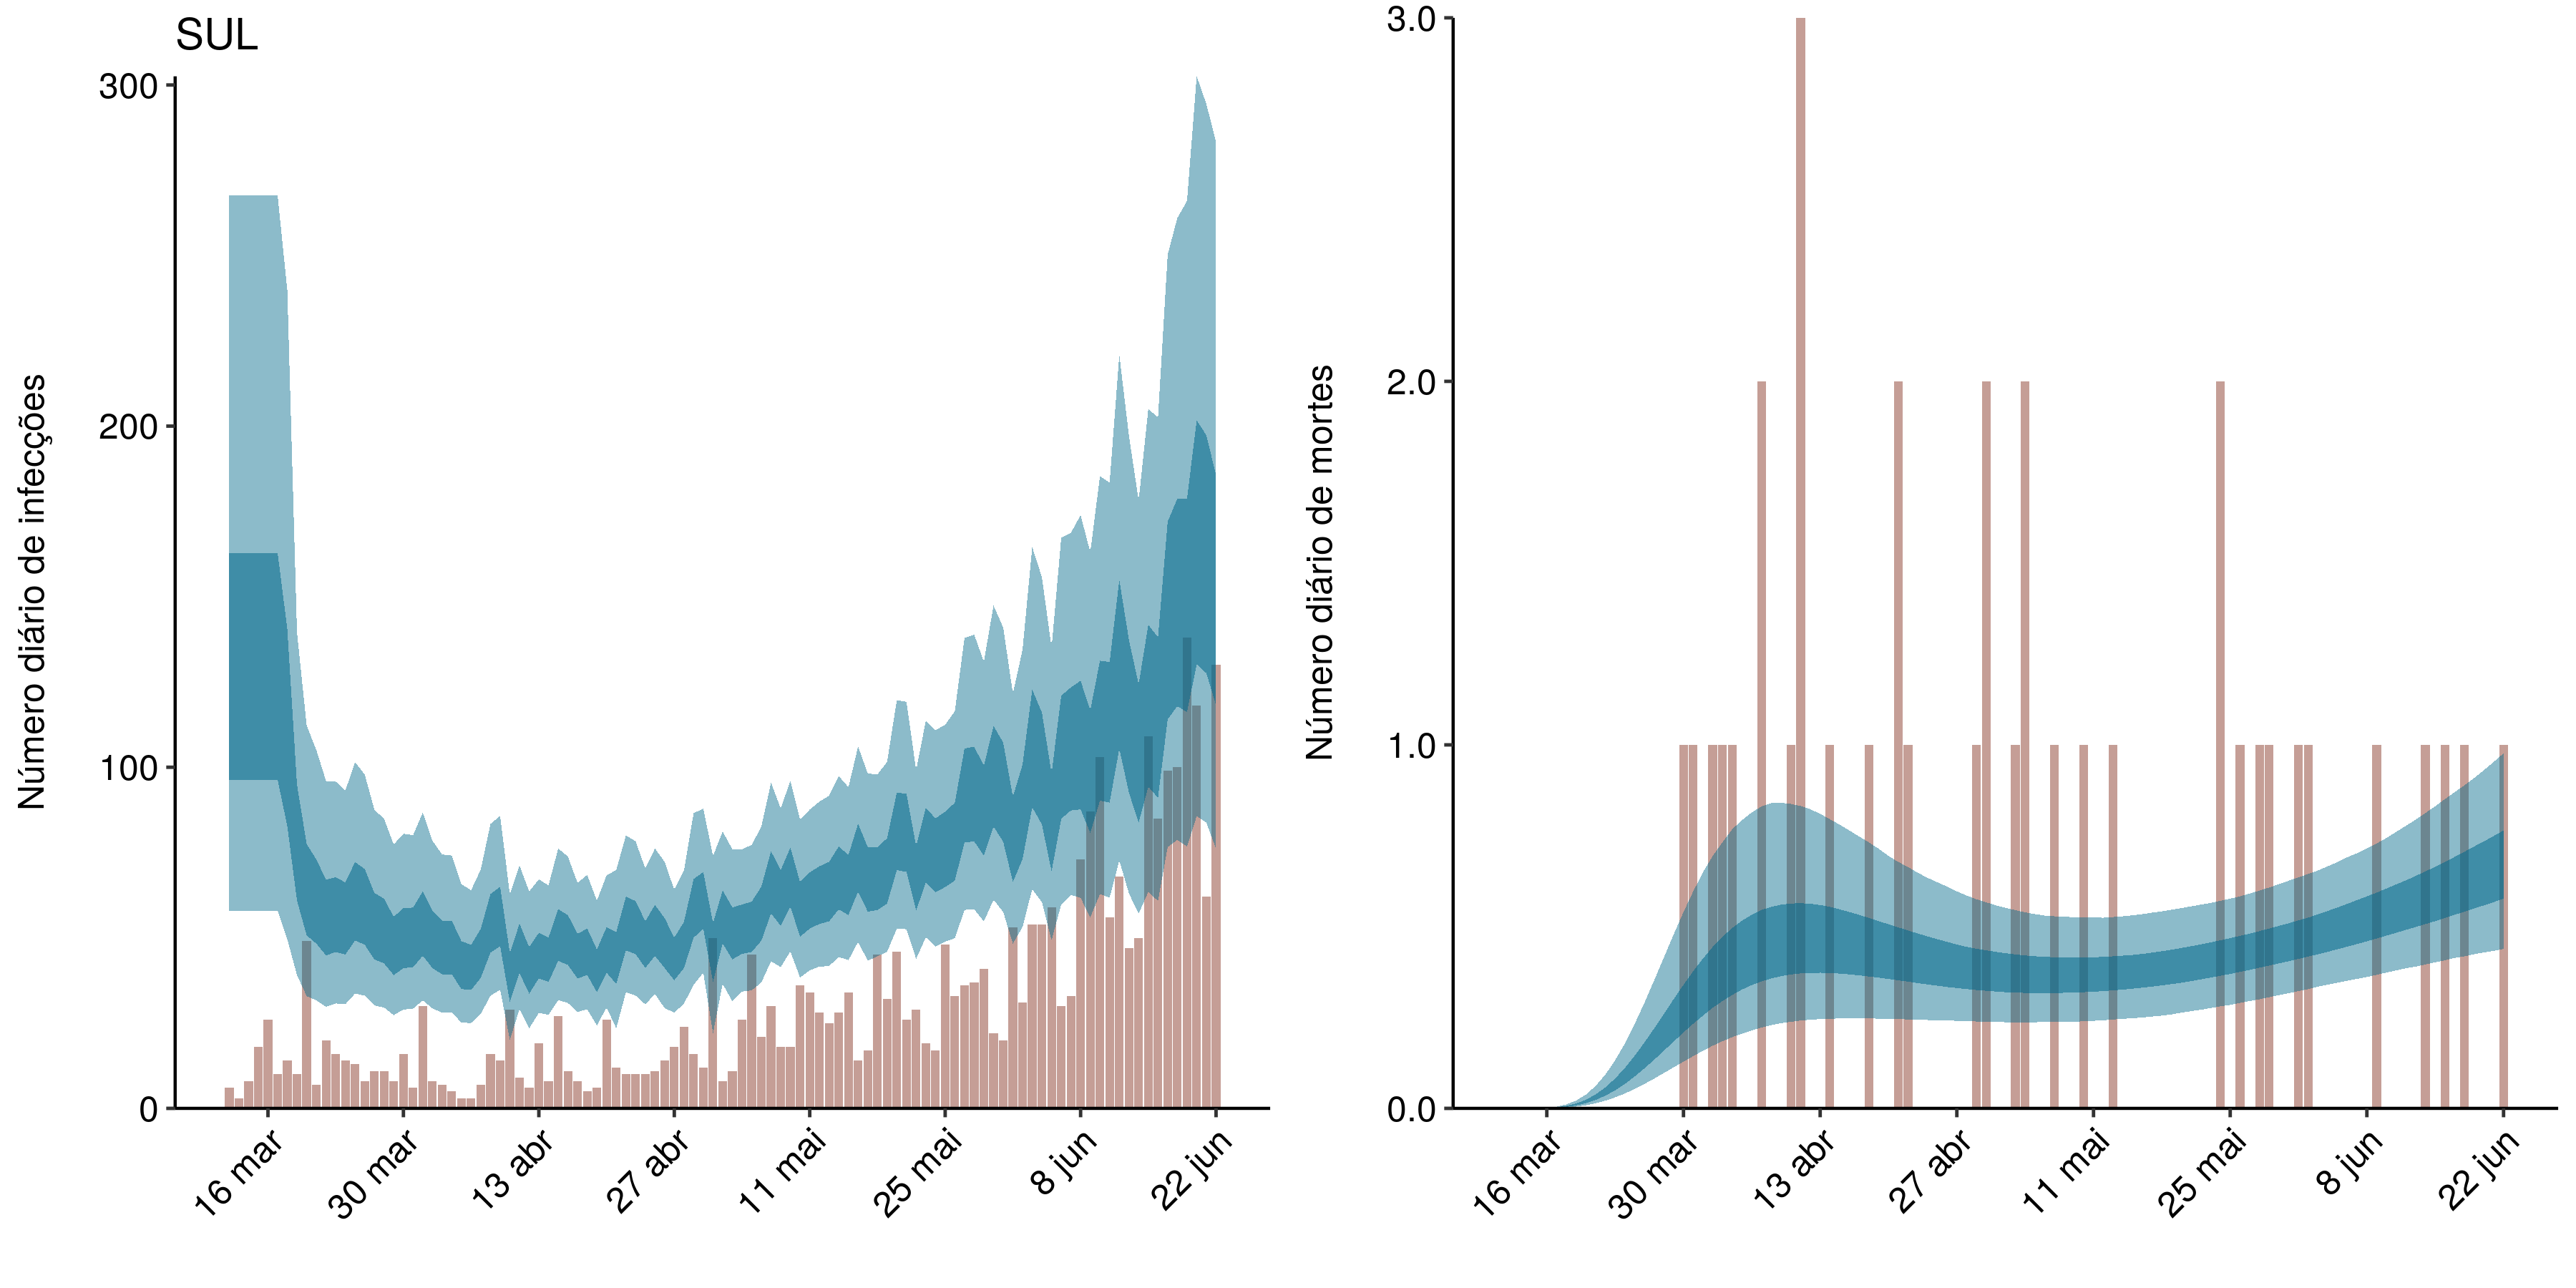 SUL
Número diário de infecções
300
200
100
0
16 mar
30 mar
13 abr
27 abr
11 mai
25 mai
8 jun
22 jun
Número diário de mortes
3.0
2.0
1.0
0.0
16 mar
30 mar
13 abr
27 abr
11 mai
25 mai
8 jun
22 jun